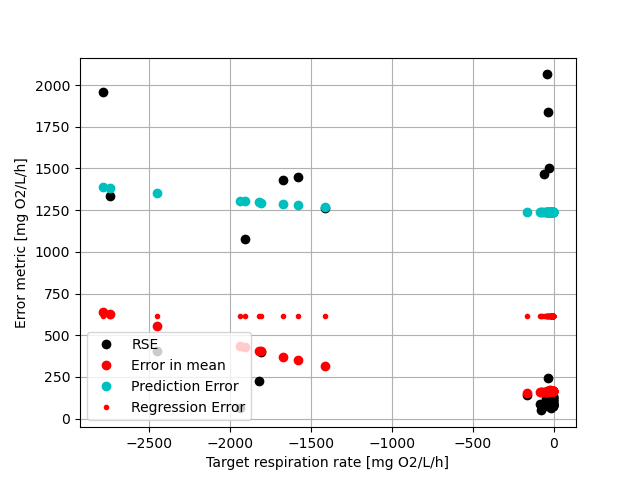 2000
1750
1500
1250
1000
750
500
250
0
Error metric [mg O2/L/h]
RSE
Error in mean
Prediction Error
Regression Error
−2500 −2000 −1500 −1000 −500 0
Target respiration rate [mg O2/L/h]